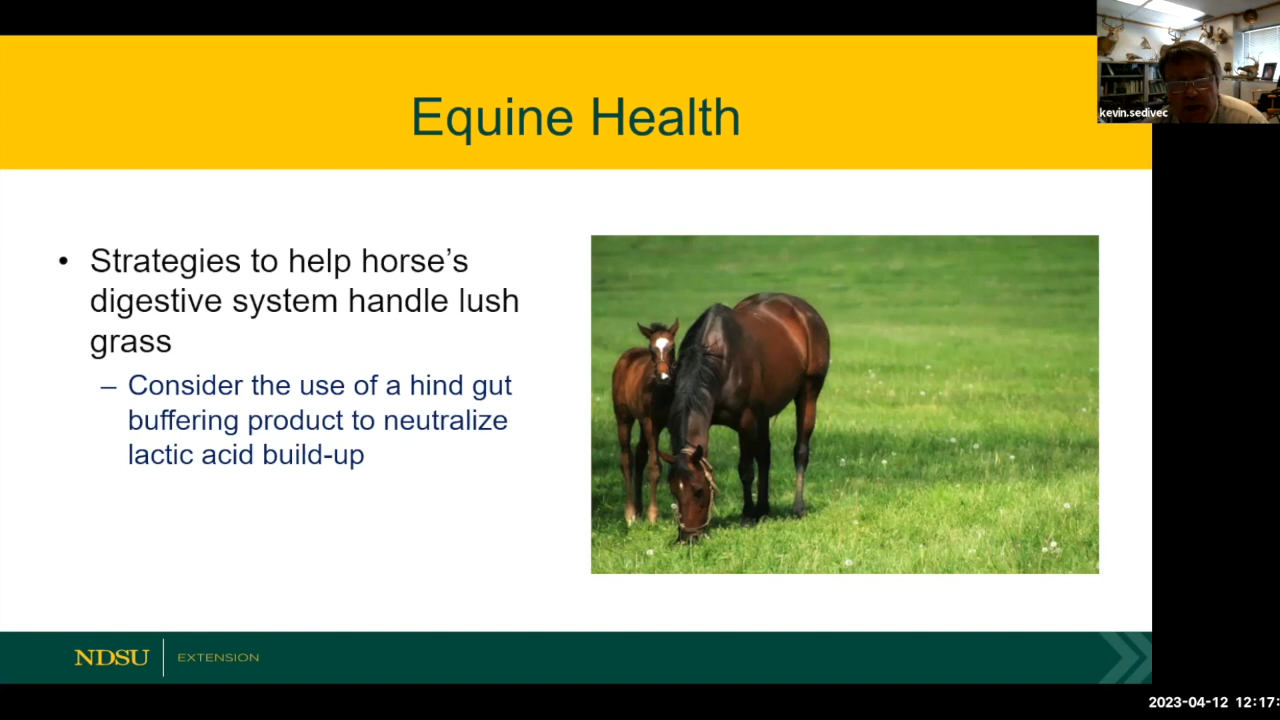 Equine Health
kevin.sedivec
• Strategies to help horse's
digestive system handle lush
grass
– Consider the use of a hind gut
buffering product to neutralize
lactic acid build-up
NDSU EXTENSION
2023-04-12 12:17: